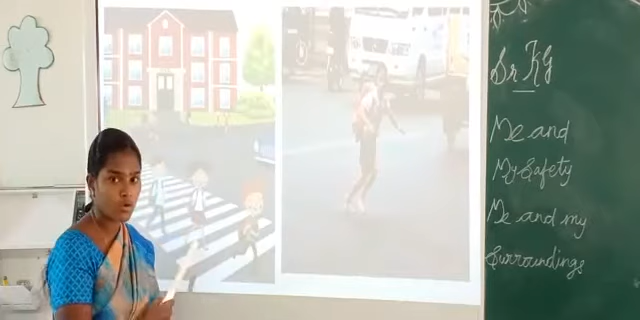 Sr KG
Me and
My Safety
Me and my
Surroundings